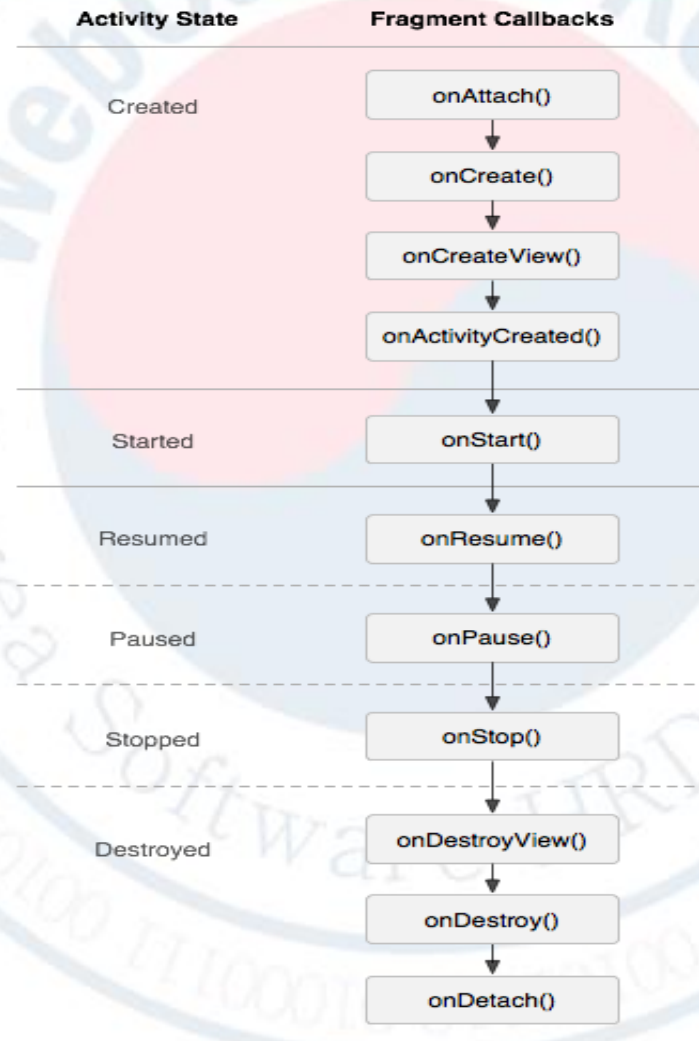 Activity State Fragment Callbacks
Created onAttach()
onCreate()
onCreateView()
onActivityCreated()
Started onStart()
Resumed onResume()
Paused onPause()
Stopped onStop()
Destroyed onDestroyView()
onDestroy()
onDetach()
Software